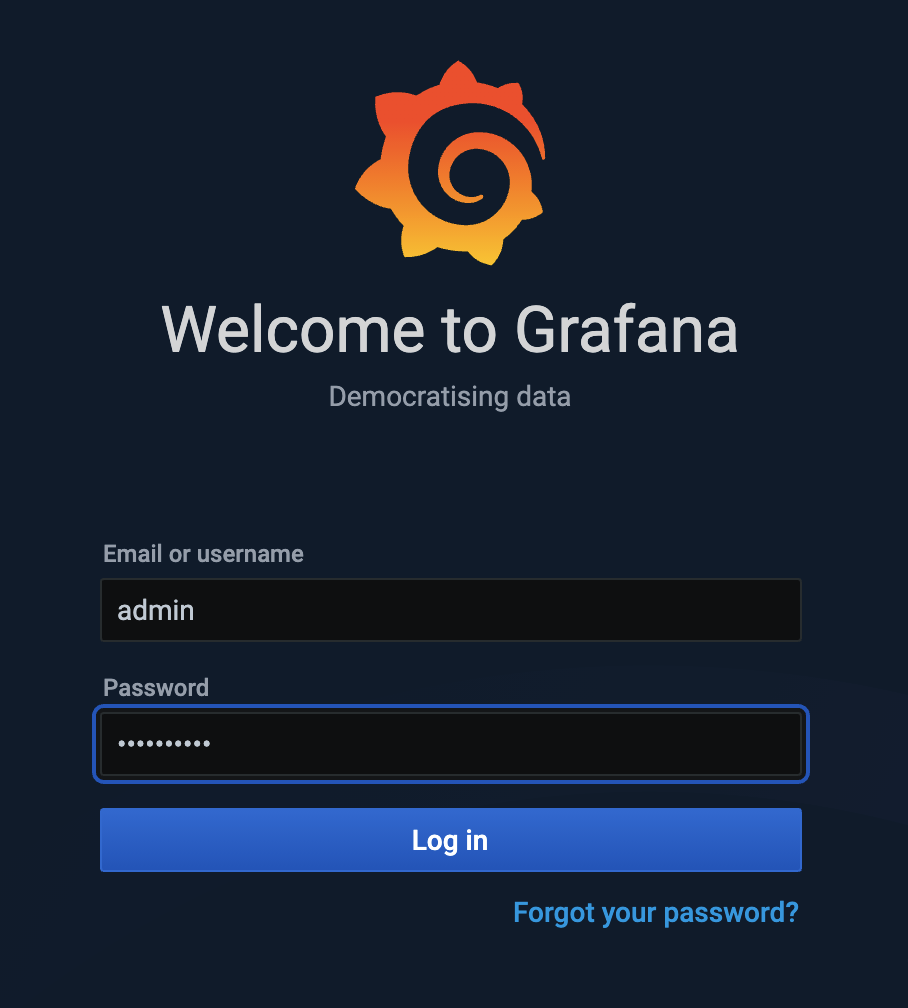 Welcome to Grafana
Democratising data
Email or username
admin
Password
••••••••••
Log in
Forgot your password?